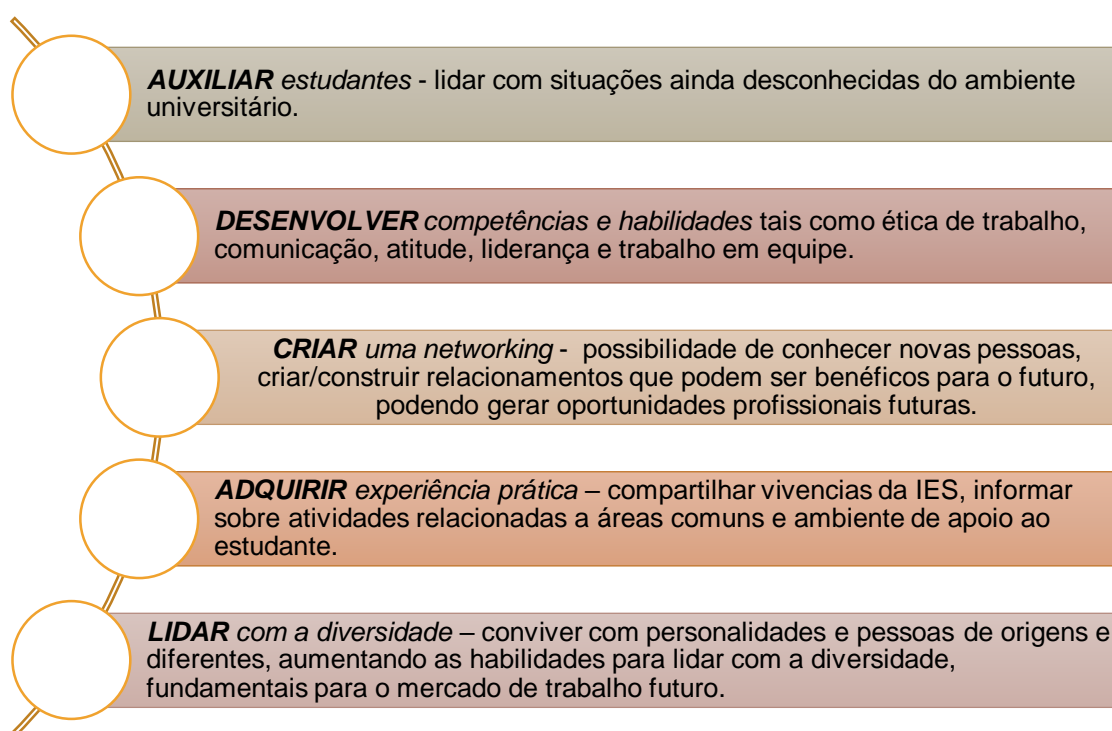 AUXILIAR estudantes - lidar com situações ainda desconhecidas do ambiente
universitário.
DESENVOLVER competências e habilidades tais como ética de trabalho,
comunicação, atitude, liderança e trabalho em equipe.
CRIAR uma networking - possibilidade de conhecer novas pessoas,
criar/construir relacionamentos que podem ser benéficos para o futuro,
podendo gerar oportunidades profissionais futuras.
ADQUIRIR experiência prática – compartilhar vivencias da IES, informar
sobre atividades relacionadas a áreas comuns e ambiente de apoio ao
estudante.
LIDAR com a diversidade – conviver com personalidades e pessoas de origens e
diferentes, aumentando as habilidades para lidar com a diversidade,
fundamentais para o mercado de trabalho futuro.